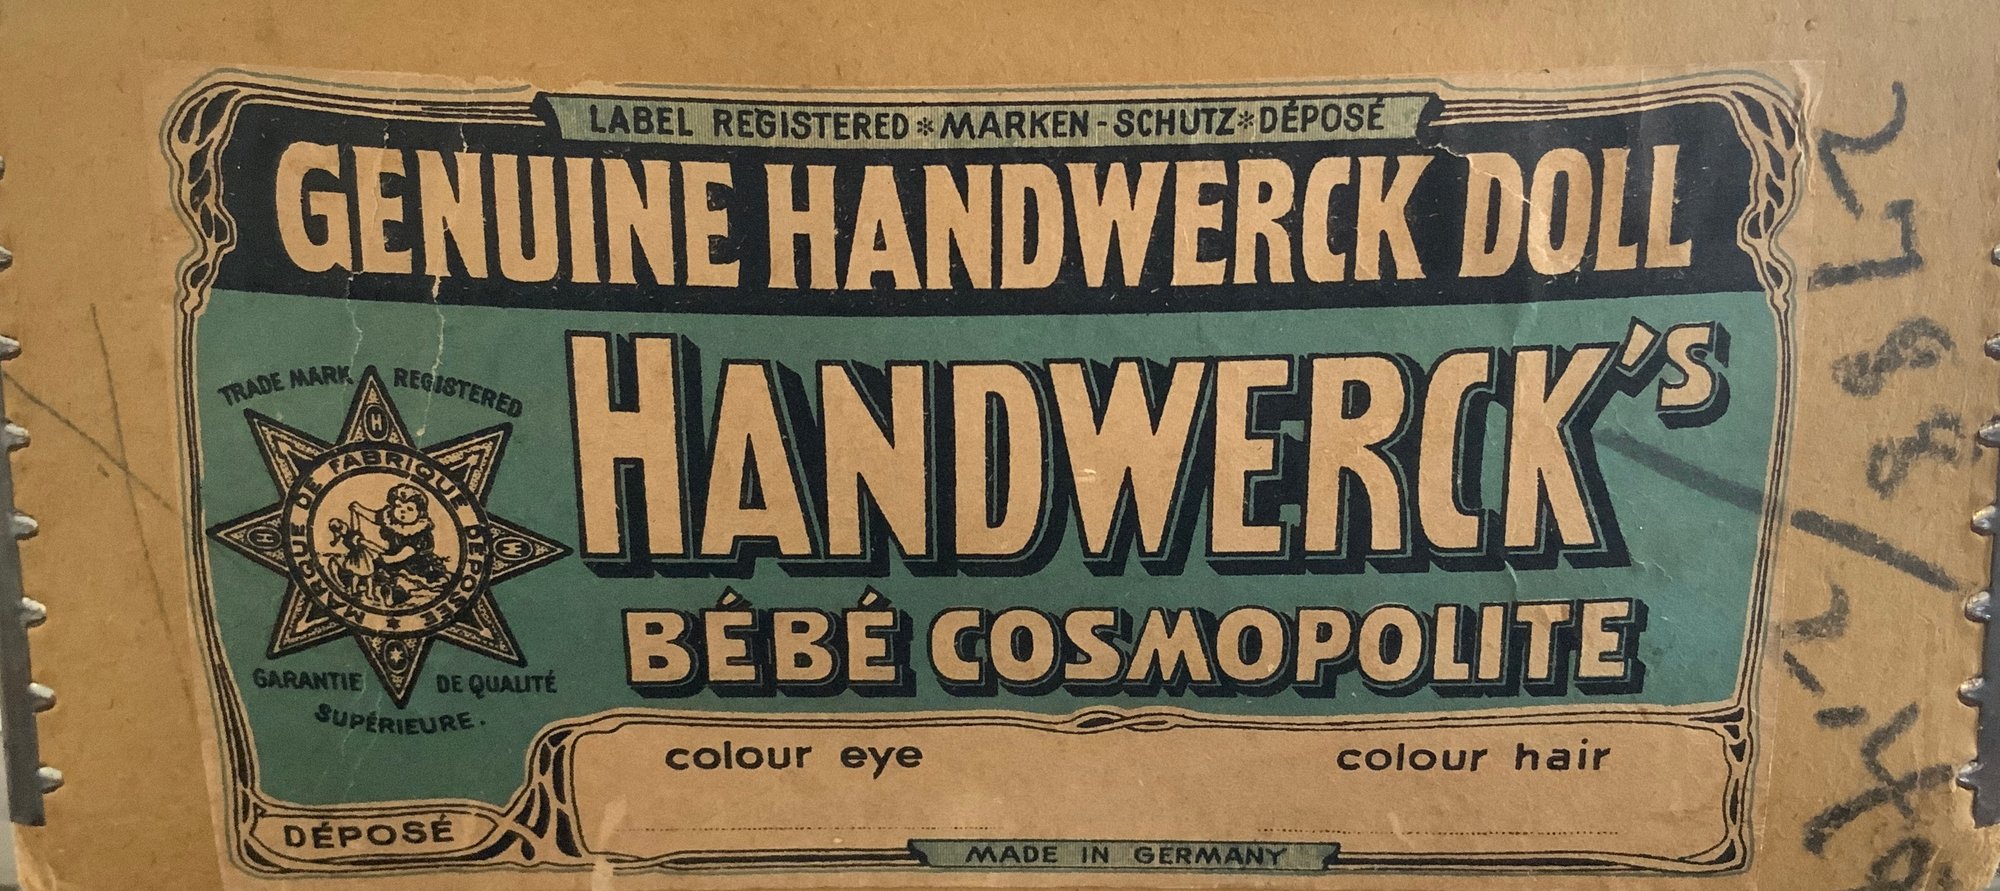 LABEL REGISTERED * MARKEN-SCHUTZ * DÉPOSÉ
GENUINE HANDWERCK DOLL
HANDWERCK'S
BÉBÉ COSMOPOLITE
TRADE MARK REGISTERED
H
H
W
MARQUE DE FABRIQUE DÉPOSÉE
GARANTIE DE QUALITÉ
SUPÉRIEURE.
DÉPOSÉ
colour eye
colour hair
MADE IN GERMANY